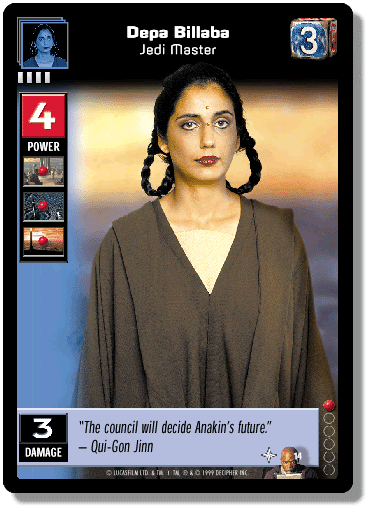 Depa Billaba
Jedi Master
3
4
POWER
3
DAMAGE
"The council will decide Anakin's future."
– Qui-Gon Jinn
© LUCASFILM LTD. & TM. ® & © 1999 DECIPHER INC.